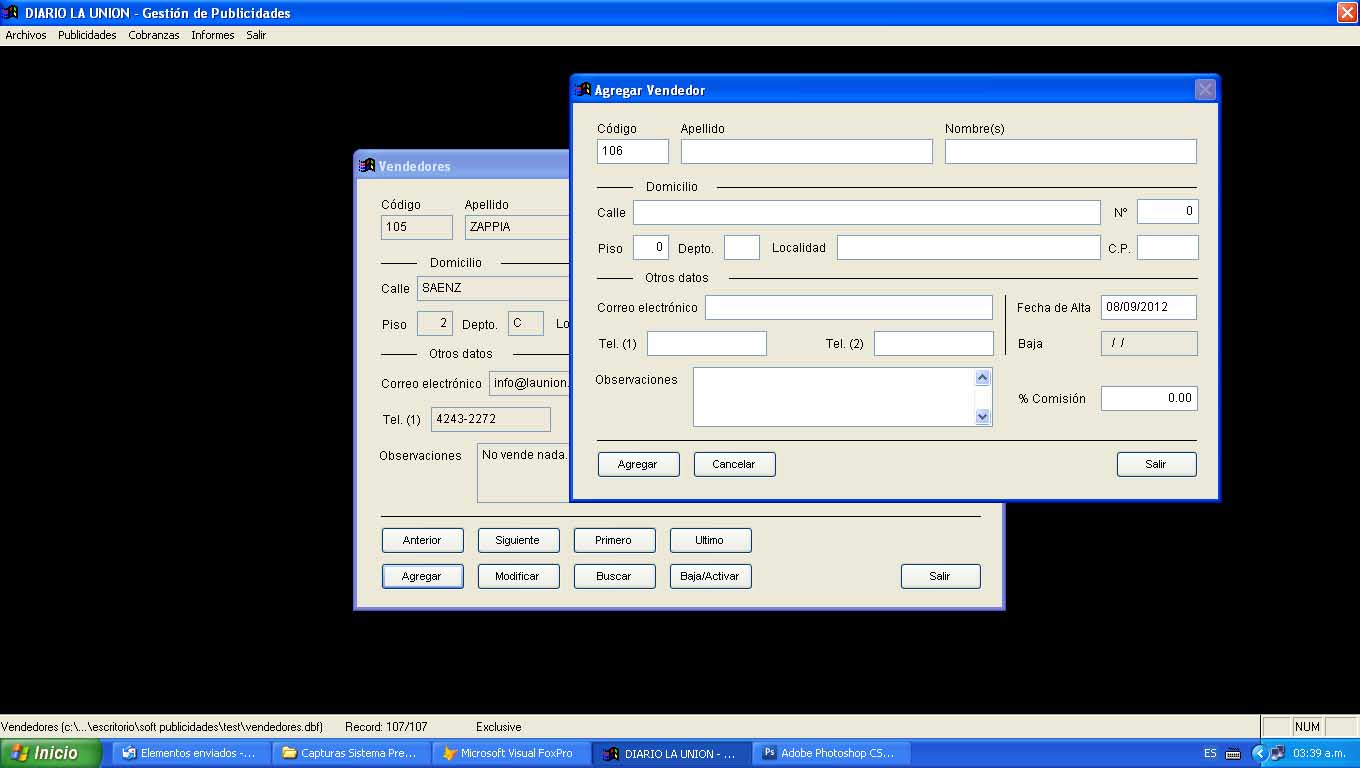 DIARIO LA UNION - Gestión de Publicidades
Archivos Publicidades Cobranzas Informes Salir
Agregar Vendedor
Código Apellido Nombre(s)
106
Domicilio
Calle Nº 0
Piso 0 Depto. Localidad C.P.
Otros datos
Correo electrónico Fecha de Alta 08/09/2012
Tel. (1) Tel. (2) Baja / /
Observaciones
% Comisión 0.00
Agregar Cancelar Salir
Vendedores
Código Apellido
105 ZAPPIA
Domicilio
Calle SAENZ
Piso 2 Depto. C Lo
Otros datos
Correo electrónico info@launion.
Tel. (1) 4243-2272
Observaciones No vende nada.
Anterior Siguiente Primero Ultimo
Agregar Modificar Buscar Baja/Activar Salir
Vendedores (c:\...\escritorio\soft publicidades\test\vendedores.dbf) Record: 107/107 Exclusive NUM
Inicio Elementos enviados -... Capturas Sistema Pre... Microsoft Visual FoxPro DIARIO LA UNION - ... Ps Adobe Photoshop CS... ES 03:39 a.m.